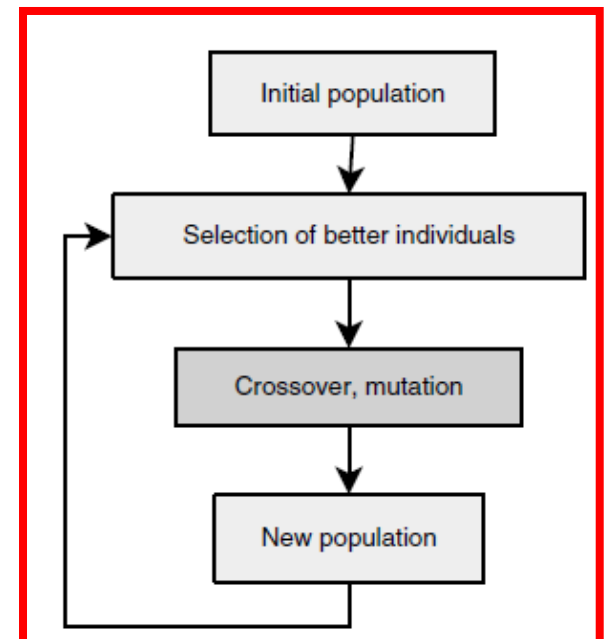 Initial population
Selection of better individuals
Crossover, mutation
New population